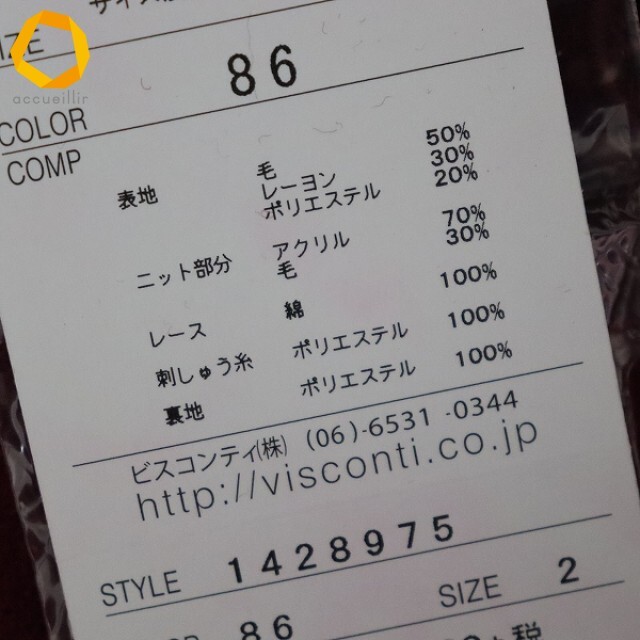 accueillir
COLOR 86
COMP
表地 毛 50%
レーヨン 30%
ポリエステル 20%
ニット部分 アクリル 70%
毛 30%
レース 綿 100%
刺しゅう糸 ポリエステル 100%
裏地 ポリエステル 100%
ビスコンティ㈱ (06)-6531-0344
http://visconti.co.jp
STYLE 1428975
86 SIZE 2